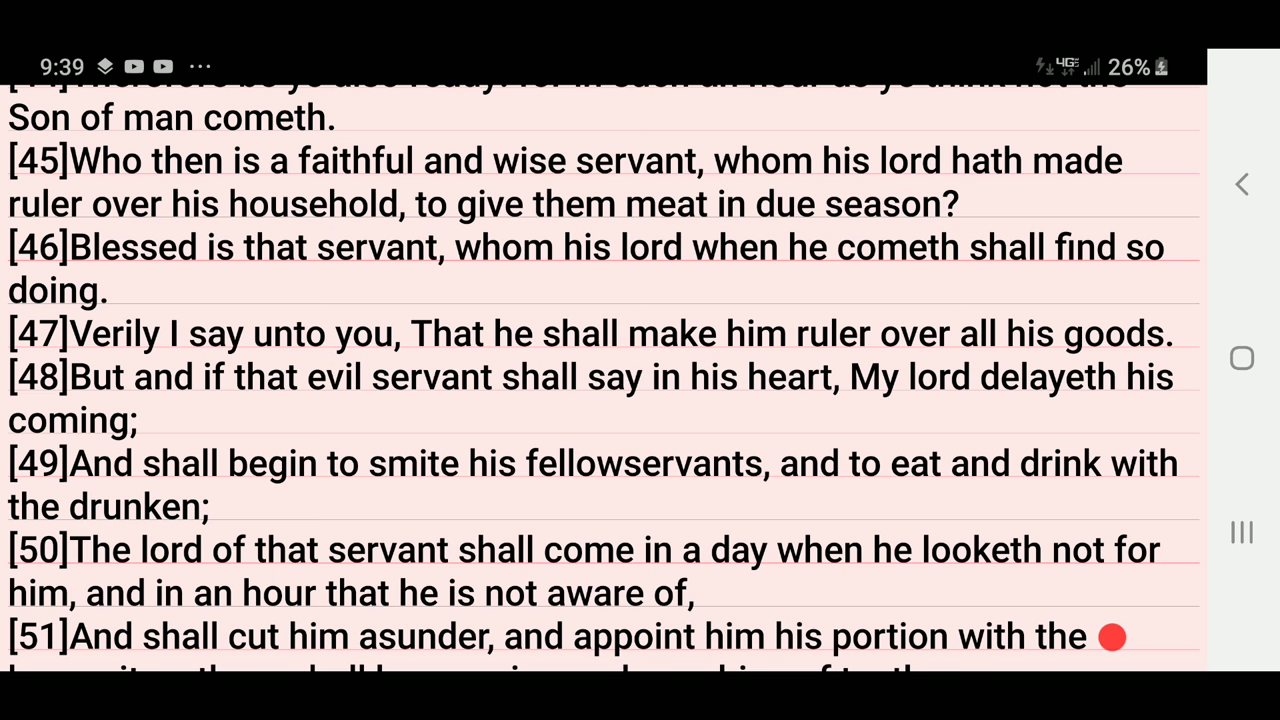 9:39 ... 4GE 26%
Son of man cometh.
[45]Who then is a faithful and wise servant, whom his lord hath made
ruler over his household, to give them meat in due season?
[46]Blessed is that servant, whom his lord when he cometh shall find so
doing.
[47]Verily I say unto you, That he shall make him ruler over all his goods.
[48]But and if that evil servant shall say in his heart, My lord delayeth his
coming;
[49]And shall begin to smite his fellowservants, and to eat and drink with
the drunken;
[50]The lord of that servant shall come in a day when he looketh not for
him, and in an hour that he is not aware of,
[51]And shall cut him asunder, and appoint him his portion with the